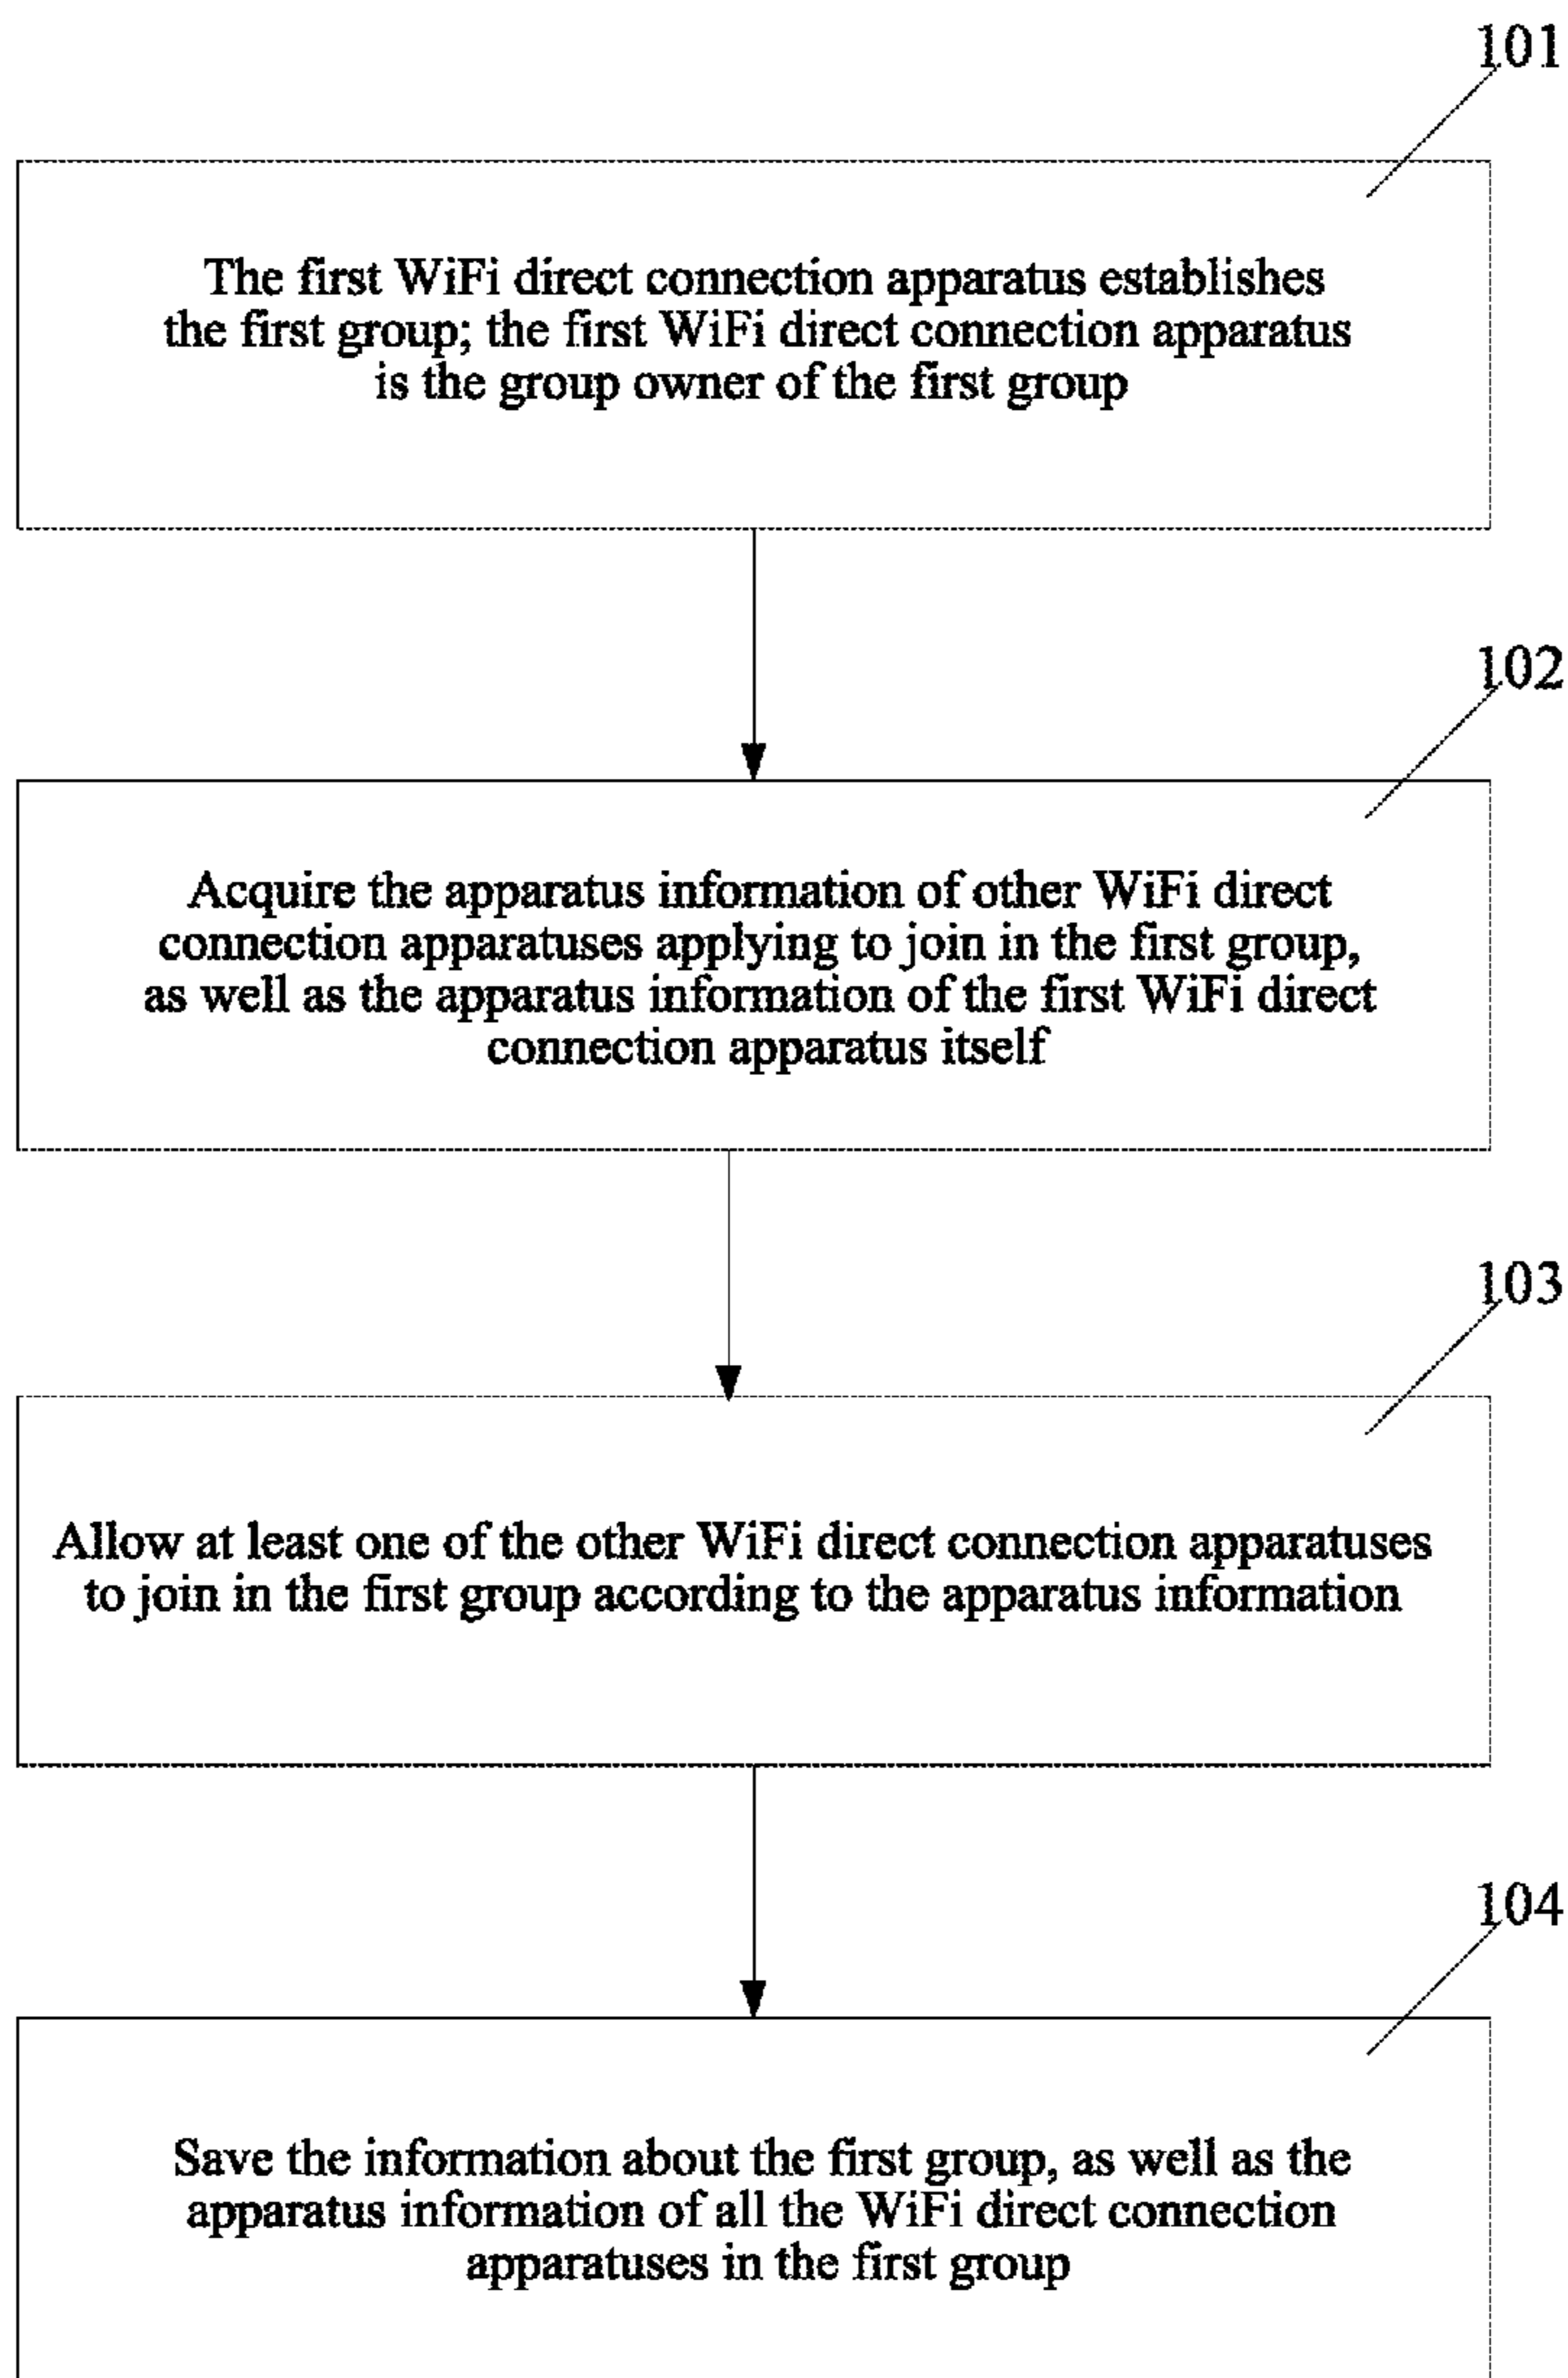 101
The first WiFi direct connection apparatus establishes
the first group; the first WiFi direct connection apparatus
is the group owner of the first group
102
Acquire the apparatus information of other WiFi direct
connection apparatuses applying to join in the first group,
as well as the apparatus information of the first WiFi direct
connection apparatus itself
103
Allow at least one of the other WiFi direct connection apparatuses
to join in the first group according to the apparatus information
104
Save the information about the first group, as well as the
apparatus information of all the WiFi direct connection
apparatuses in the first group